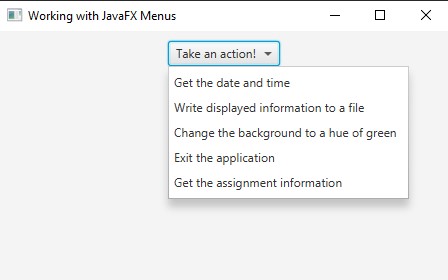 Working with JavaFX Menus
Take an action!
Get the date and time
Write displayed information to a file
Change the background to a hue of green
Exit the application
Get the assignment information